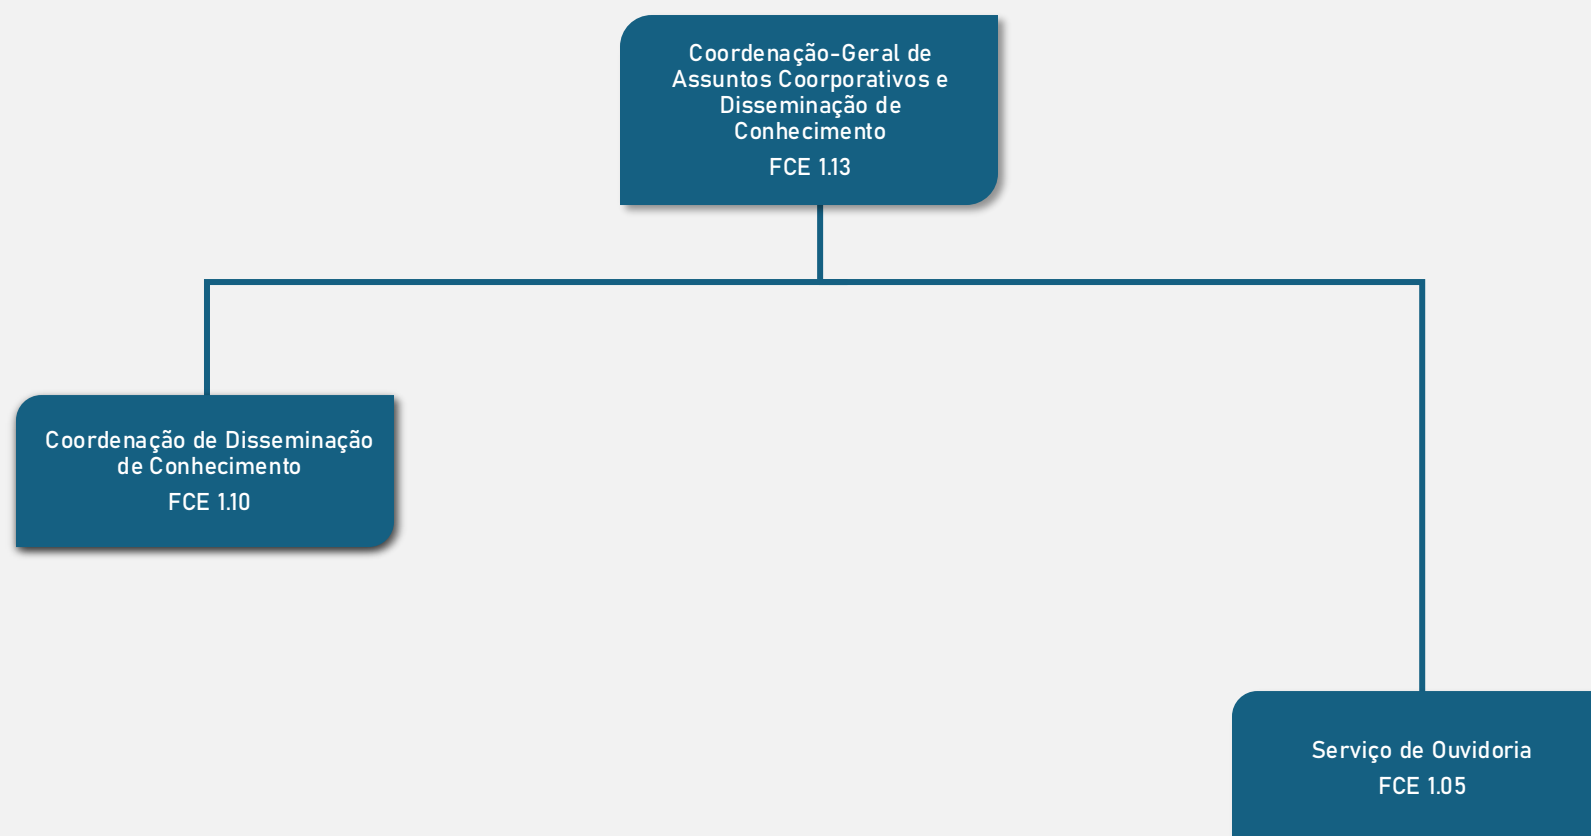 Coordenação-Geral de
Assuntos Coorporativos e
Disseminação de
Conhecimento
FCE 1.13
Coordenação de Disseminação
de Conhecimento
FCE 1.10
Serviço de Ouvidoria
FCE 1.05